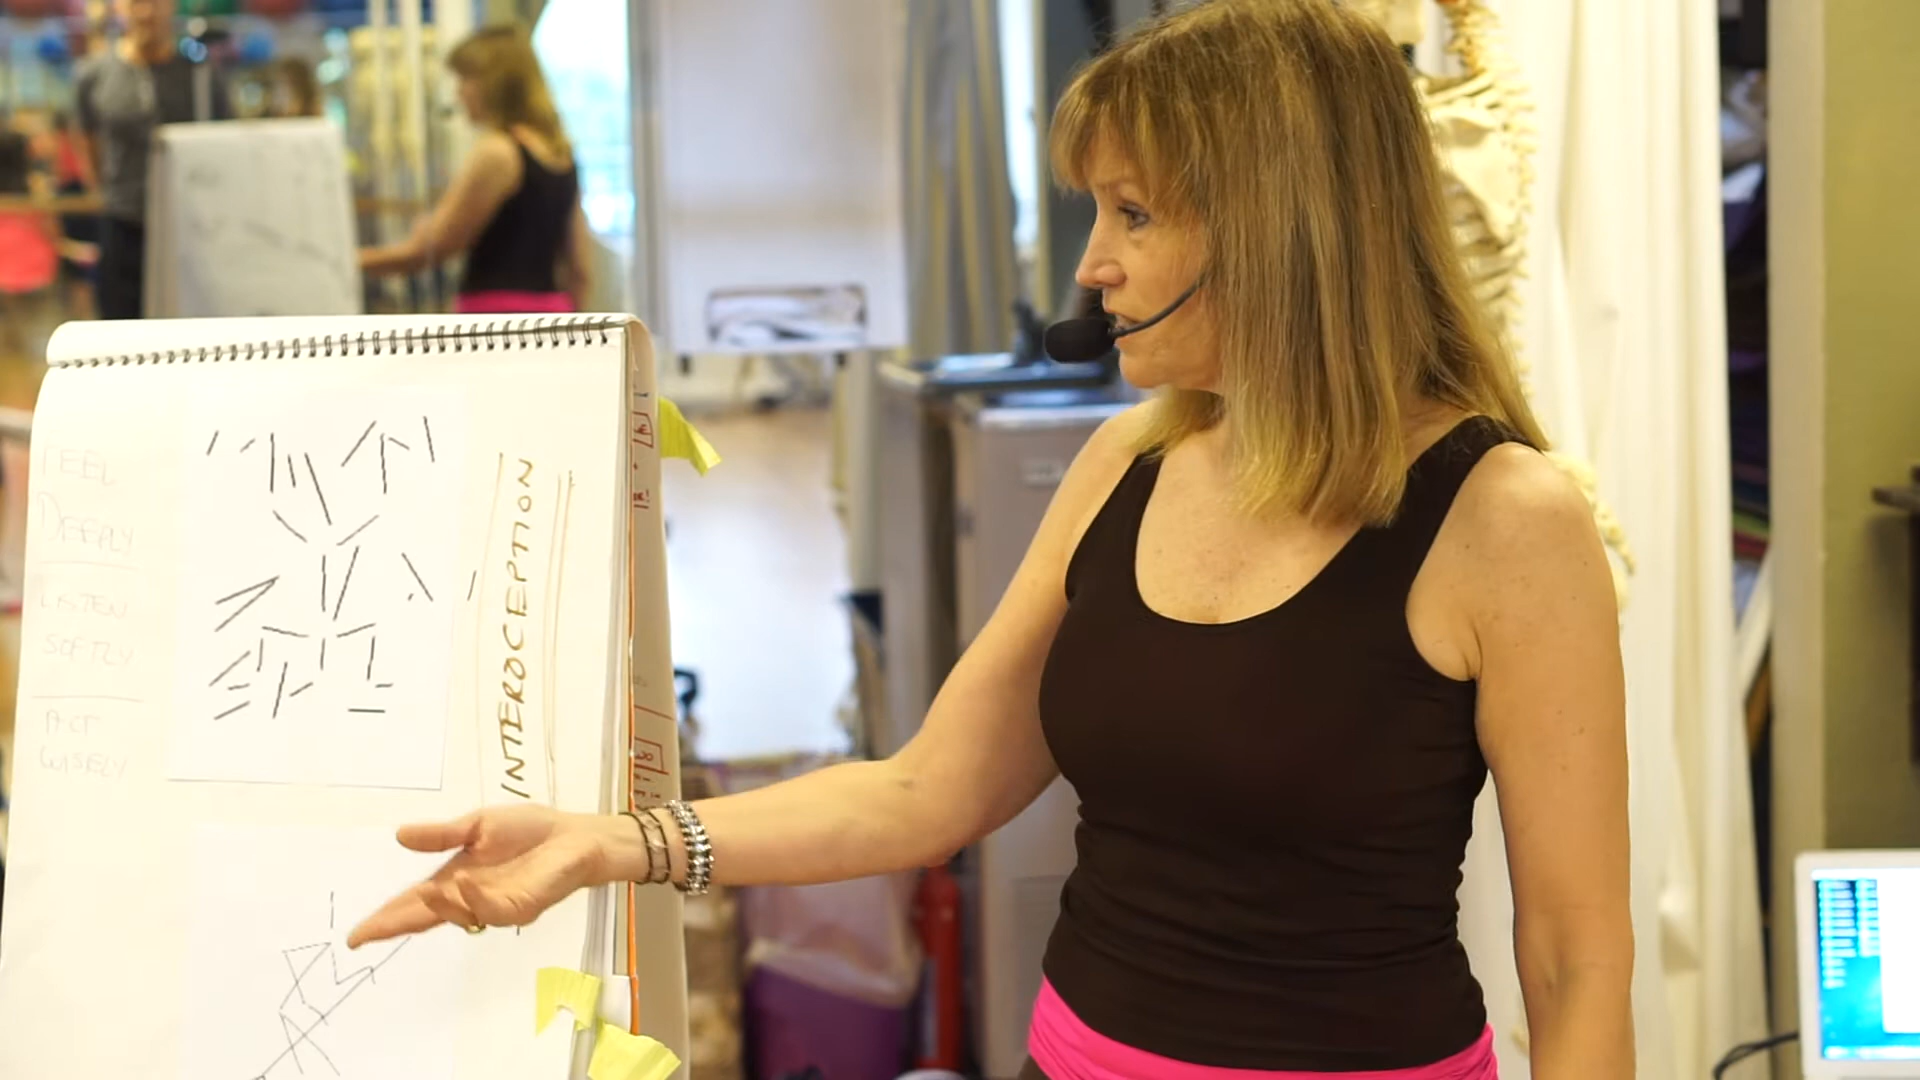 FEEL
DEEPLY
LISTEN
SOFTLY
ACT
WISELY
INTEROCEPTION